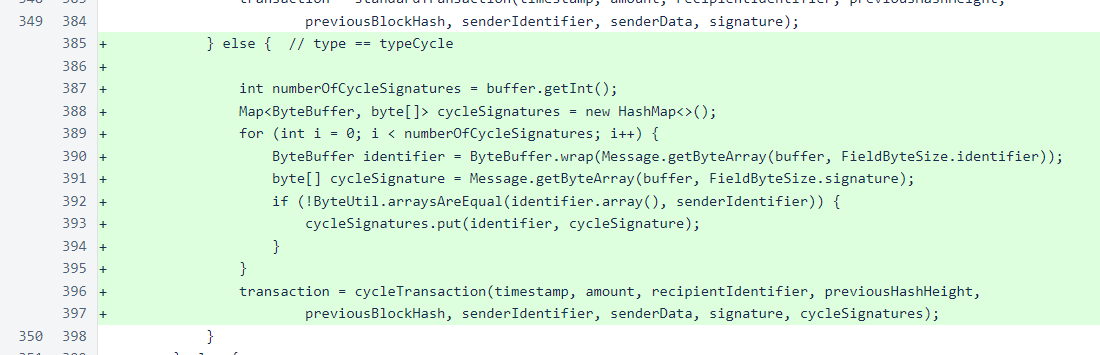 349 384 previousBlockHash, senderIdentifier, senderData, signature);
385 + } else {  // type == typeCycle
386 +
387 + int numberOfCycleSignatures = buffer.getInt();
388 + Map<ByteBuffer, byte[]> cycleSignatures = new HashMap<>();
389 + for (int i = 0; i < numberOfCycleSignatures; i++) {
390 + ByteBuffer identifier = ByteBuffer.wrap(Message.getByteArray(buffer, FieldByteSize.identifier));
391 + byte[] cycleSignature = Message.getByteArray(buffer, FieldByteSize.signature);
392 + if (!ByteUtil.arraysAreEqual(identifier.array(), senderIdentifier)) {
393 + cycleSignatures.put(identifier, cycleSignature);
394 + }
395 + }
396 + transaction = cycleTransaction(timestamp, amount, recipientIdentifier, previousHashHeight,
397 + previousBlockHash, senderIdentifier, senderData, signature, cycleSignatures);
350 398 }